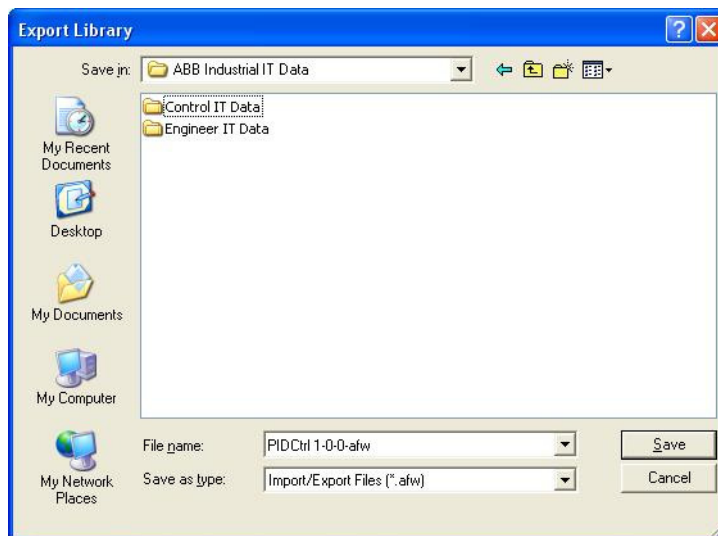 Export Library
Save in: ABB Industrial IT Data
Control IT Data
Engineer IT Data
My Recent
Documents
Desktop
My Documents
My Computer
My Network
Places
File name: PIDCtrl 1-0-0-afw Save
Save as type: Import/Export Files (*.afw) Cancel